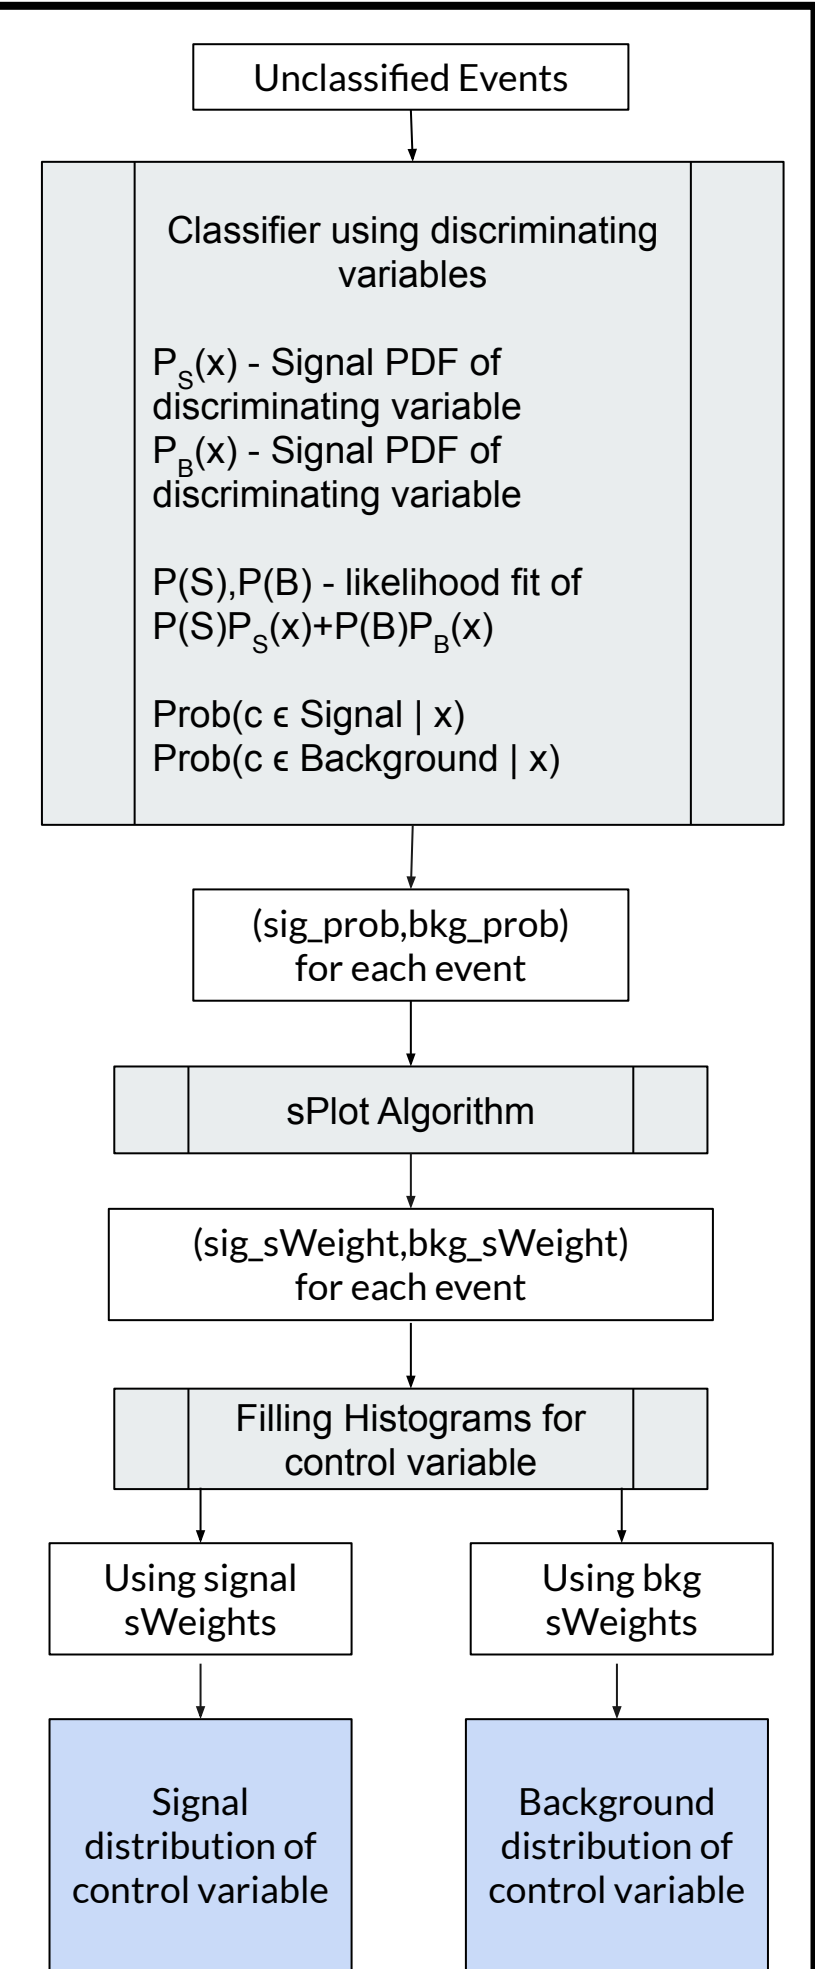 Unclassified Events
Classifier using discriminating
variables
P_S(x) - Signal PDF of
discriminating variable
P_B(x) - Signal PDF of
discriminating variable
P(S),P(B) - likelihood fit of
P(S)P_S(x)+P(B)P_B(x)
Prob(c ϵ Signal | x)
Prob(c ϵ Background | x)
(sig_prob,bkg_prob)
for each event
sPlot Algorithm
(sig_sWeight,bkg_sWeight)
for each event
Filling Histograms for
control variable
Using signal
sWeights
Using bkg
sWeights
Signal
distribution of
control variable
Background
distribution of
control variable